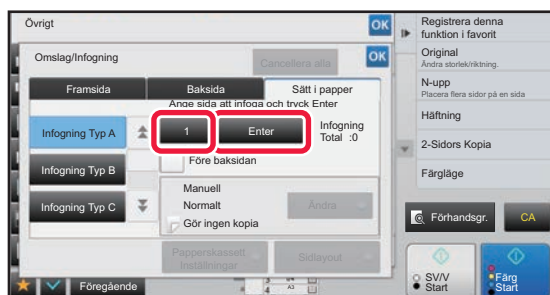 Övrigt
OK
Omslag/Infogning
Cancellera alla
OK
Framsida
Baksida
Sätt i papper
Ange sida att infoga och tryck Enter
Infogning Typ A
1
Enter
Infogning
Total :0
Infogning Typ B
Före baksidan
Infogning Typ C
Manuell
Normalt
Ändra
Gör ingen kopia
Papperskassett
Inställningar
Sidlayout
Föregående
3
4
A3
Registrera denna
funktion i favorit
Original
Ändra storlek/riktning.
N-upp
Placera flera sidor på en sida
Häftning
2-Sidors Kopia
Färgläge
Förhandsgr.
CA
SV/V
Start
Färg
Start